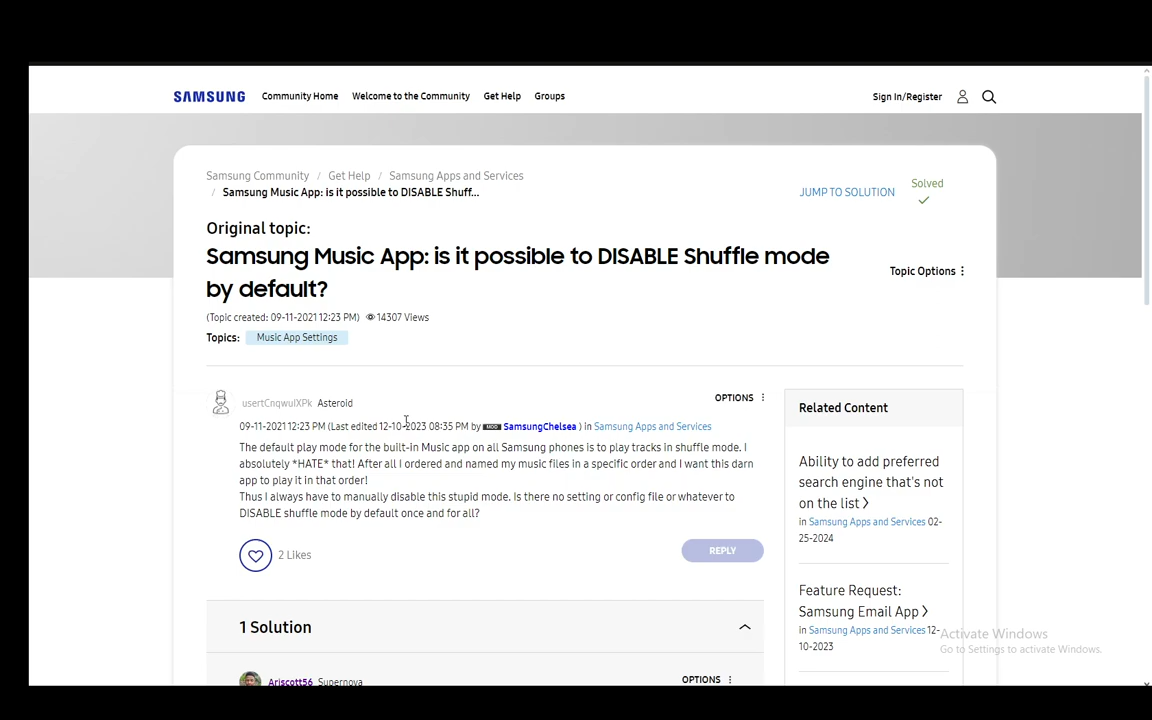 SAMSUNG Community Home Welcome to the Community Get Help Groups Sign In/Register
Samsung Community / Get Help / Samsung Apps and Services
/ Samsung Music App: is it possible to DISABLE Shuff...
JUMP TO SOLUTION
Solved
Original topic:
Samsung Music App: is it possible to DISABLE Shuffle mode
by default?
Topic Options
(Topic created: 09-11-2021 12:23 PM) 14307 Views
Topics: Music App Settings
usertCnqwuIXPk Asteroid
OPTIONS
09-11-2021 12:23 PM (Last edited 12-10-2023 08:35 PM by MOD SamsungChelsea ) in Samsung Apps and Services
The default play mode for the built-in Music app on all Samsung phones is to play tracks in shuffle mode. I
absolutely *HATE* that! After all I ordered and named my music files in a specific order and I want this darn
app to play it in that order!
Thus I always have to manually disable this stupid mode. Is there no setting or config file or whatever to
DISABLE shuffle mode by default once and for all?
2 Likes
REPLY
1 Solution
Ariscott56 Supernova
OPTIONS
Related Content
Ability to add preferred
search engine that's not
on the list
in Samsung Apps and Services 02-
25-2024
Feature Request:
Samsung Email App
in Samsung Apps and Services 12-
10-2023
Activate Windows
Go to Settings to activate Windows.